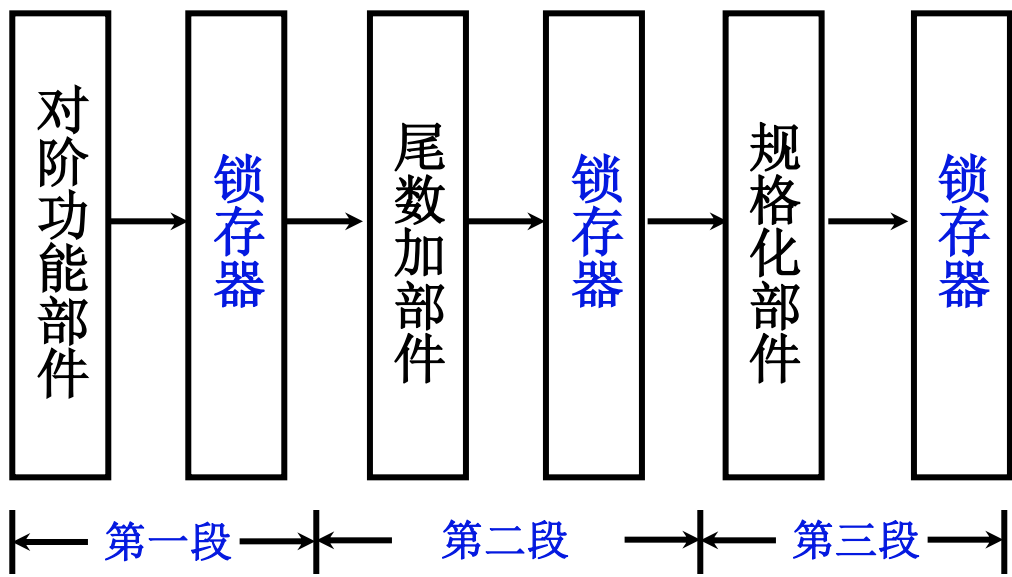 对阶功能部件
锁存器
尾数加部件
锁存器
规格化部件
锁存器
第一段
第二段
第三段